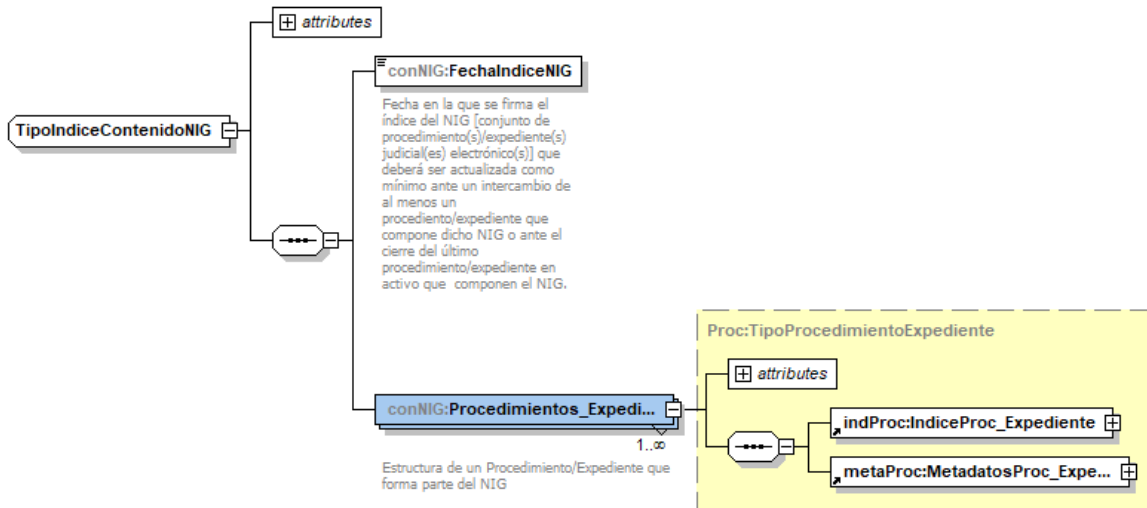 attributes
conNIG:FechaIndiceNIG
Fecha en la que se firma el
índice del NIG [conjunto de
procedimiento(s)/expediente(s)
judicial(es) electrónico(s)] que
deberá ser actualizada como
mínimo ante un intercambio de
al menos un
procediento/expediente que
compone dicho NIG o ante el
cierre del último
procedimiento/expediente en
activo que  componen el NIG.
TipoIndiceContenidoNIG
Proc:TipoProcedimientoExpediente
attributes
conNIG:Procedimientos_Expedi...
1..∞
Estructura de un Procedimiento/Expediente que
forma parte del NIG
indProc:IndiceProc_Expediente
metaProc:MetadatosProc_Expe...